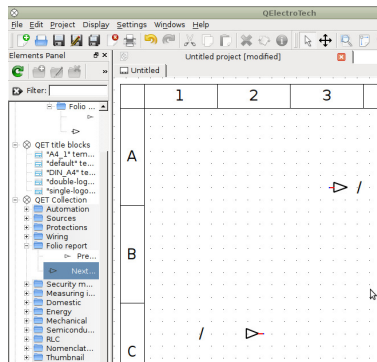 QElectroTech
File Edit Project Display Settings Windows Help
Elements Panel
Untitled project [modified]
Untitled
»
Filter:
Folio ...
QET title blocks
"A4_1" tem...
"default" te...
"DIN_A4" te...
"double-log...
"single-logo...
QET Collection
Automation
Sources
Protections
Wiring
Folio report
Pre...
Next...
Security m...
Measuring i...
Domestic
Energy
Mechanical
Semicondu...
RLC
Nomenclat...
Thumbnail
1 2 3
A
/
B
/
C